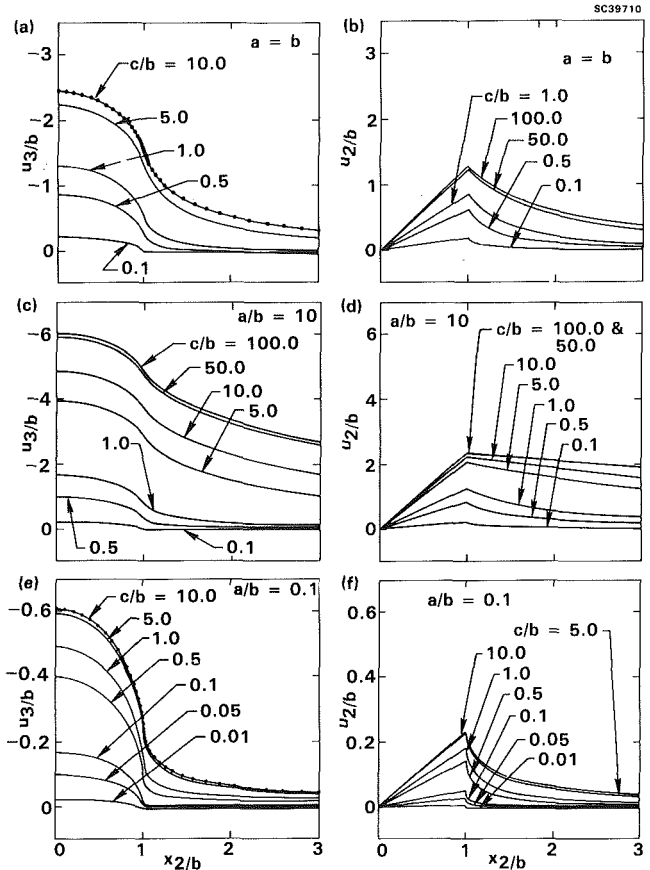 SC39710
(a)
a = b
c/b = 10.0
5.0
1.0
0.5
0.1
u3/b
−3
−2
−1
0
(b)
a = b
c/b = 1.0
100.0
50.0
0.5
0.1
u2/b
3
2
1
0
(c)
a/b = 10
c/b = 100.0
50.0
10.0
5.0
1.0
0.5
0.1
u3/b
−6
−4
−2
0
(d)
a/b = 10
c/b = 100.0 &
50.0
10.0
5.0
1.0
0.5
0.1
u2/b
6
4
2
0
(e)
a/b = 0.1
c/b = 10.0
5.0
1.0
0.5
0.1
0.05
0.01
u3/b
−0.6
−0.4
−0.2
0
0 1 2 3
x2/b
(f)
a/b = 0.1
c/b = 5.0
10.0
1.0
0.5
0.1
0.05
0.01
u2/b
0.6
0.4
0.2
0
0 1 2 3
x2/b